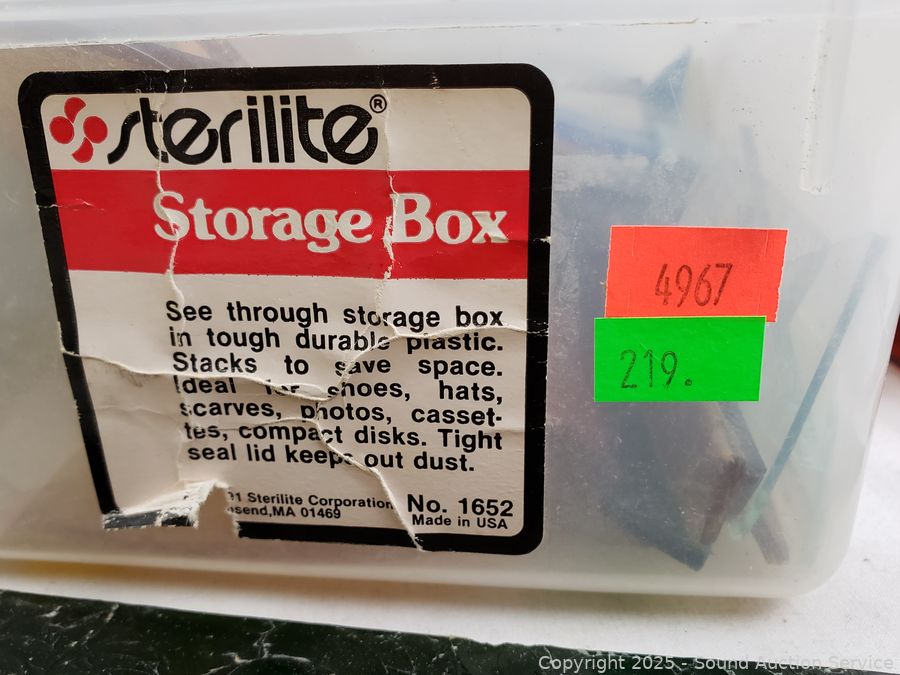 sterilite®
Storage Box
See through storage box
in tough durable plastic.
Stacks to save space.
Ideal for shoes, hats,
scarves, photos, casset-
tes, compact disks. Tight
seal lid keeps out dust.
91 Sterilite Corporation
nsend, MA 01469
No. 1652
Made in USA
4967
219.
Copyright 2025 - Sound Auction Service